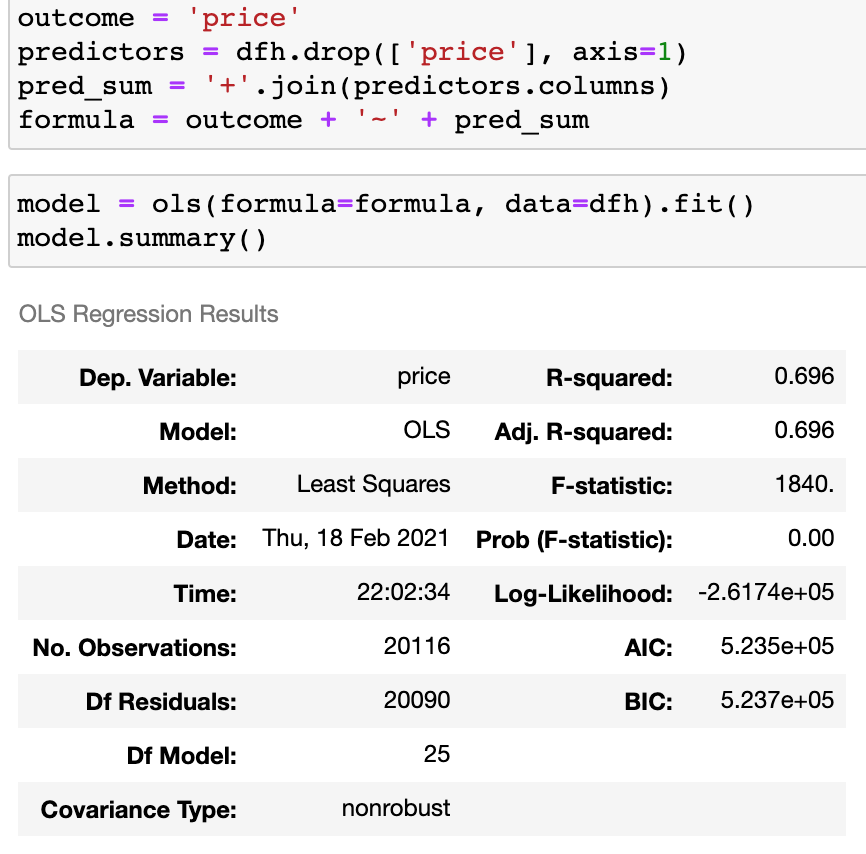 outcome = 'price'
predictors = dfh.drop(['price'], axis=1)
pred_sum = '+'.join(predictors.columns)
formula = outcome + '~' + pred_sum
model = ols(formula=formula, data=dfh).fit()
model.summary()
OLS Regression Results
Dep. Variable: price R-squared: 0.696
Model: OLS Adj. R-squared: 0.696
Method: Least Squares F-statistic: 1840.
Date: Thu, 18 Feb 2021 Prob (F-statistic): 0.00
Time: 22:02:34 Log-Likelihood: -2.6174e+05
No. Observations: 20116 AIC: 5.235e+05
Df Residuals: 20090 BIC: 5.237e+05
Df Model: 25
Covariance Type: nonrobust